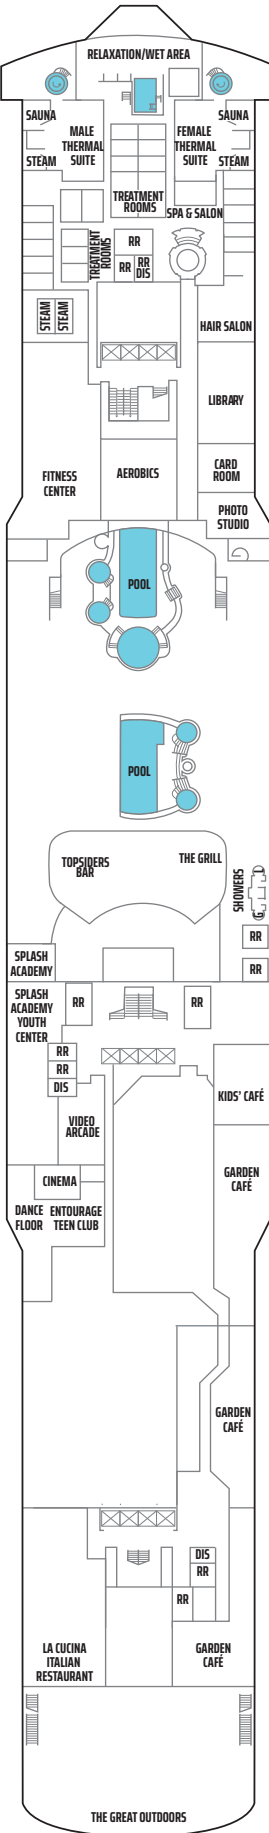 RELAXATION/WET AREA
SAUNA
SAUNA
MALE
THERMAL
SUITE
FEMALE
THERMAL
SUITE
STEAM
STEAM
TREATMENT
ROOMS
SPA & SALON
TREATMENT
ROOMS
RR
RR
RR
DIS
STEAM
STEAM
HAIR SALON
LIBRARY
FITNESS
CENTER
AEROBICS
CARD
ROOM
PHOTO
STUDIO
POOL
POOL
TOPSIDERS
BAR
THE GRILL
SHOWERS
L
G
RR
RR
SPLASH
ACADEMY
SPLASH
ACADEMY
YOUTH
CENTER
RR
RR
RR
RR
DIS
KIDS' CAFÉ
VIDEO
ARCADE
GARDEN
CAFÉ
CINEMA
DANCE
FLOOR
ENTOURAGE
TEEN CLUB
GARDEN
CAFÉ
DIS
RR
RR
LA CUCINA
ITALIAN
RESTAURANT
GARDEN
CAFÉ
THE GREAT OUTDOORS